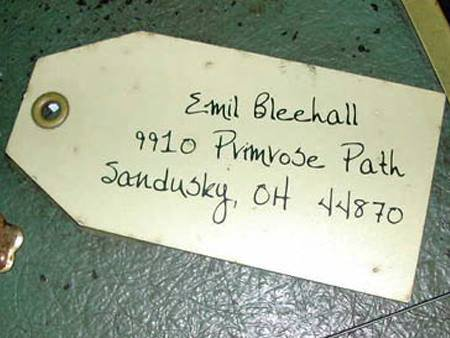 Emil Bleehall
9910 Primrose Path
Sandusky, OH 44870